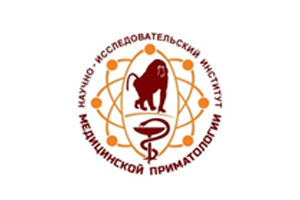 НАУЧНО-ИССЛЕДОВАТЕЛЬСКИЙ ИНСТИТУТ
МЕДИЦИНСКОЙ ПРИМАТОЛОГИИ